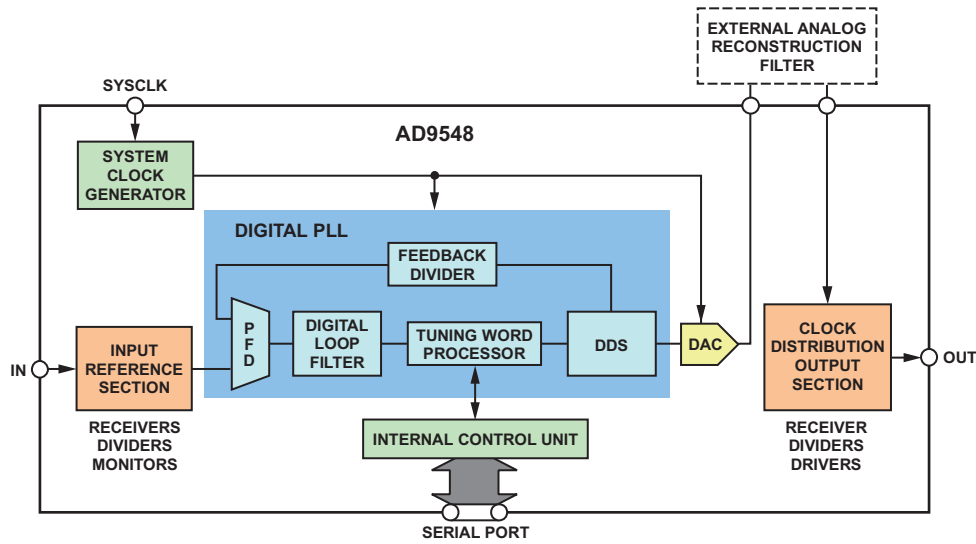 EXTERNAL ANALOG
RECONSTRUCTION
FILTER
SYSCLK
AD9548
SYSTEM
CLOCK
GENERATOR
DIGITAL PLL
FEEDBACK
DIVIDER
P
F
D
DIGITAL
LOOP
FILTER
TUNING WORD
PROCESSOR
DDS
DAC
CLOCK
DISTRIBUTION
OUTPUT
SECTION
IN
INPUT
REFERENCE
SECTION
OUT
RECEIVERS
DIVIDERS
MONITORS
INTERNAL CONTROL UNIT
RECEIVER
DIVIDERS
DRIVERS
SERIAL PORT